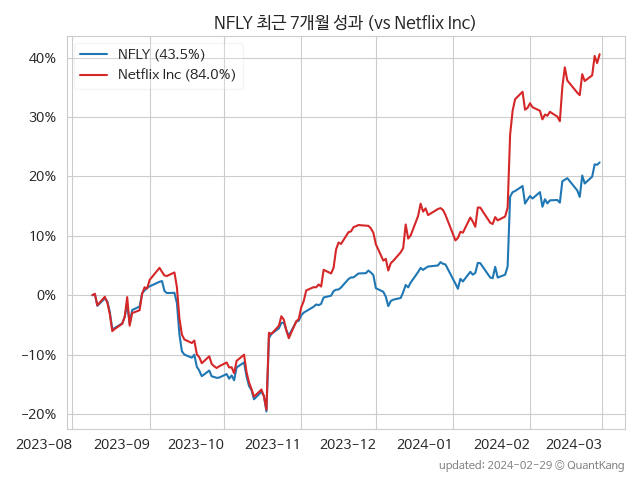 NFLY 최근 7개월 성과 (vs Netflix Inc)
NFLY (43.5%)
Netflix Inc (84.0%)
40%
30%
20%
10%
0%
−10%
−20%
2023-08 2023-09 2023-10 2023-11 2023-12 2024-01 2024-02 2024-03
updated: 2024-02-29 © QuantKang